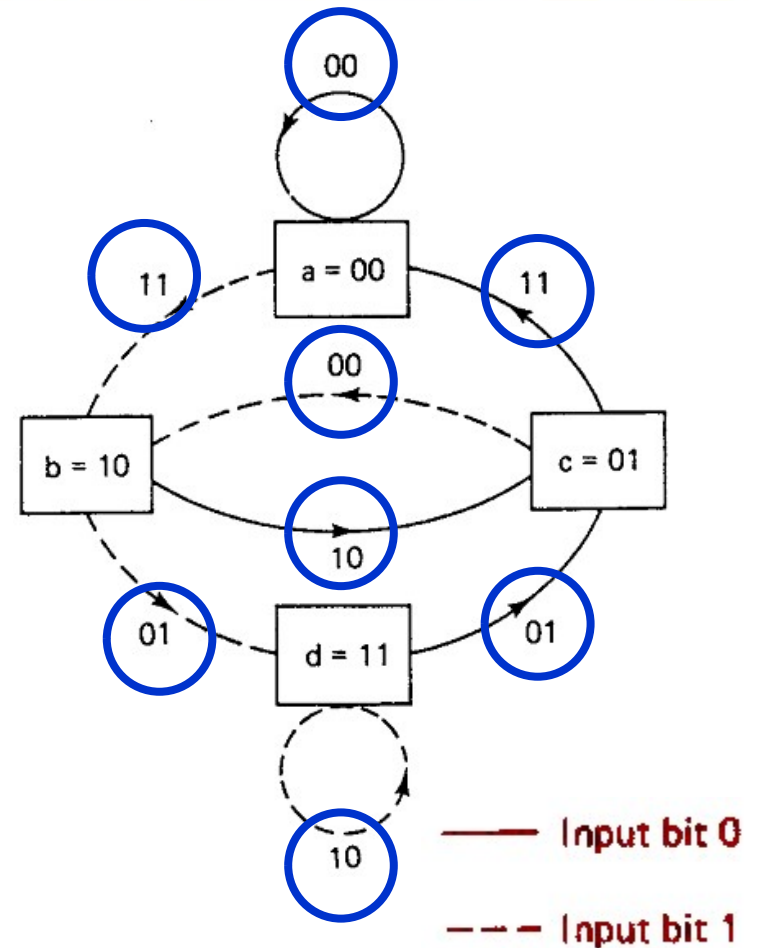 00
a = 00
11
11
00
b = 10
c = 01
10
01
01
d = 11
10
Input bit 0
Input bit 1